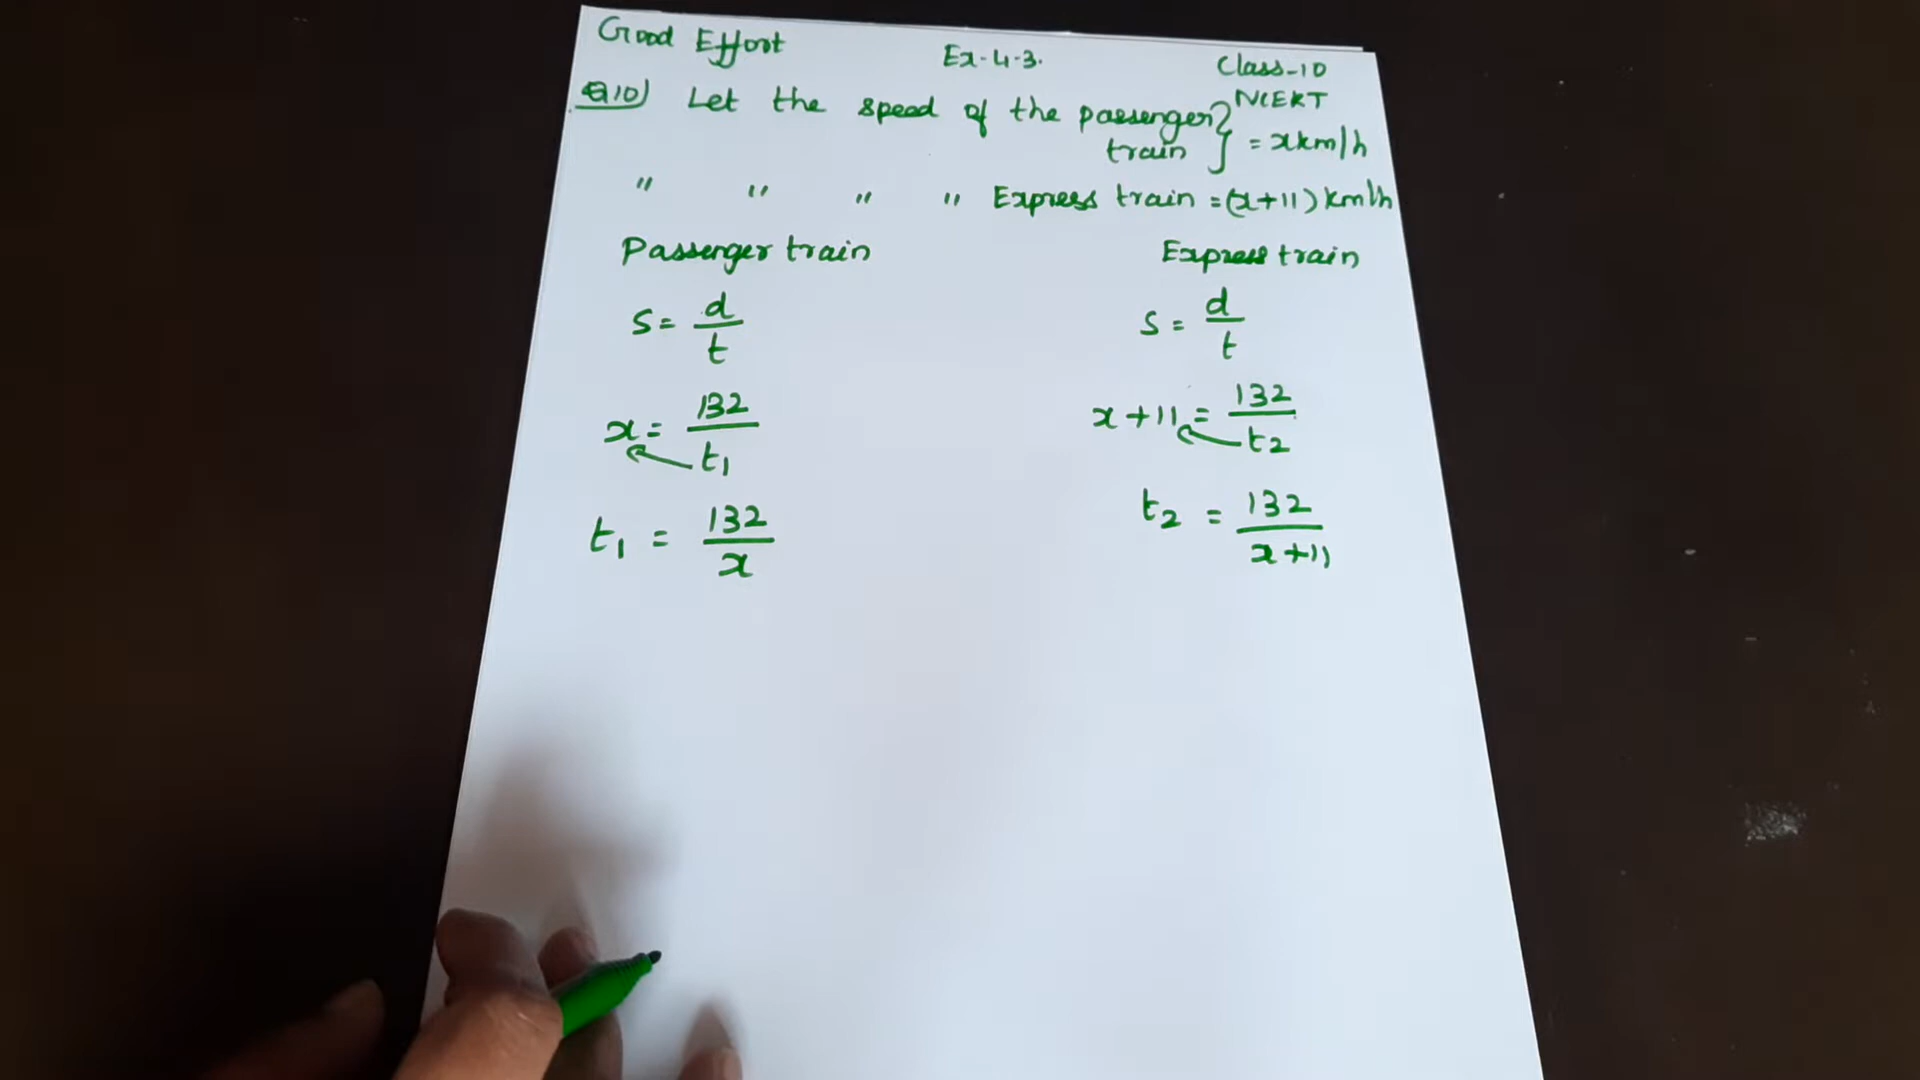 Good Effort Ex-4.3. Class-10
NCERT
Q10) Let the speed of the passenger
train } = x km/h
" " " " Express train = (x+11) km/h
Passenger train Express train
S = d/t S = d/t
x = 132/t1 x+11 = 132/t2
t1 = 132/x t2 = 132/x+11